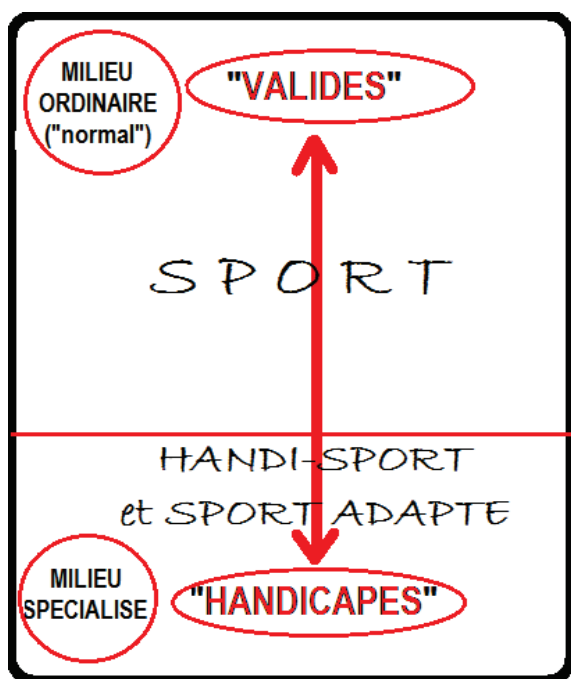 MILIEU
ORDINAIRE
("normal")
"VALIDES"
SPORT
HANDI-SPORT
et SPORT ADAPTE
MILIEU
SPECIALISE
"HANDICAPES"